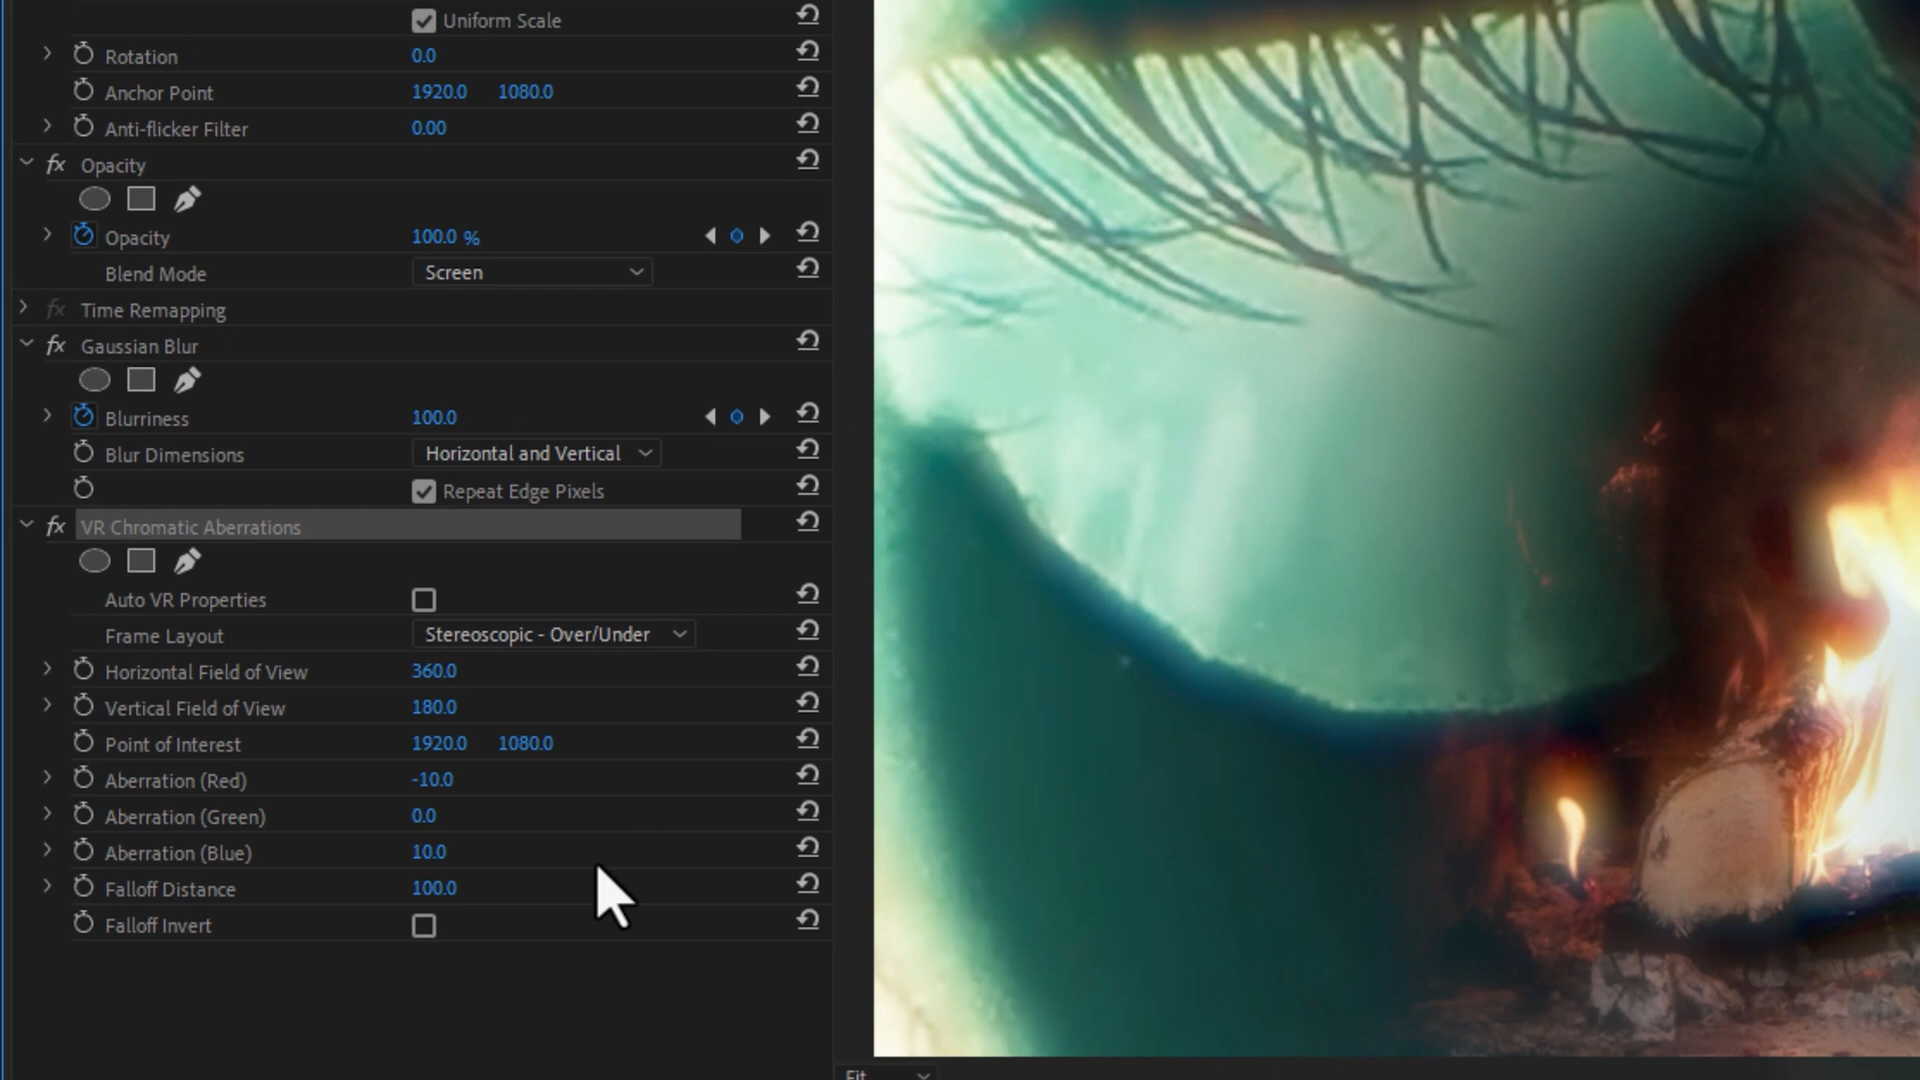 Uniform Scale
Rotation 0.0
Anchor Point 1920.0 1080.0
Anti-flicker Filter 0.00
fx Opacity
Opacity 100.0 %
Blend Mode Screen
fx Time Remapping
fx Gaussian Blur
Blurriness 100.0
Blur Dimensions Horizontal and Vertical
Repeat Edge Pixels
fx VR Chromatic Aberrations
Auto VR Properties
Frame Layout Stereoscopic - Over/Under
Horizontal Field of View 360.0
Vertical Field of View 180.0
Point of Interest 1920.0 1080.0
Aberration (Red) -10.0
Aberration (Green) 0.0
Aberration (Blue) 10.0
Falloff Distance 100.0
Falloff Invert
Fit